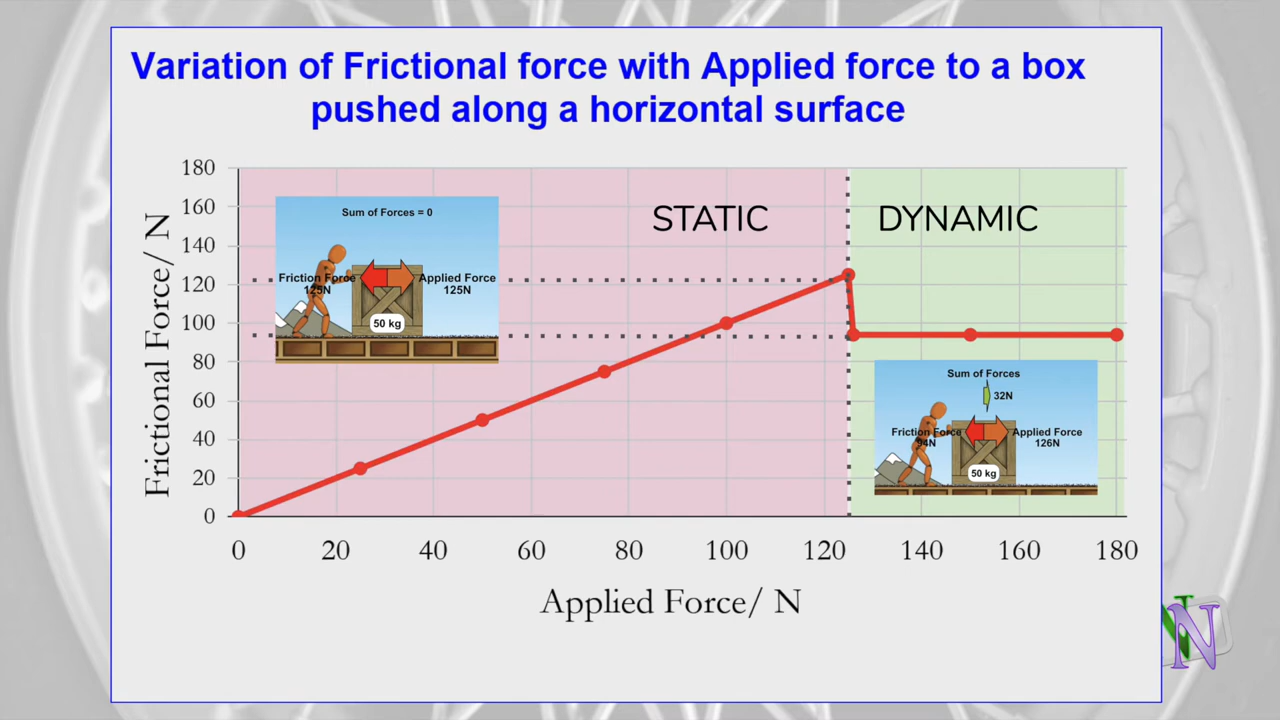 Variation of Frictional force with Applied force to a box
pushed along a horizontal surface
Frictional Force/ N
180
160
140
120
100
80
60
40
20
0
STATIC
DYNAMIC
Sum of Forces = 0
Friction Force
125N
Applied Force
125N
50 kg
Sum of Forces
32N
Friction Force
94N
Applied Force
126N
50 kg
0 20 40 60 80 100 120 140 160 180
Applied Force/ N
N
N